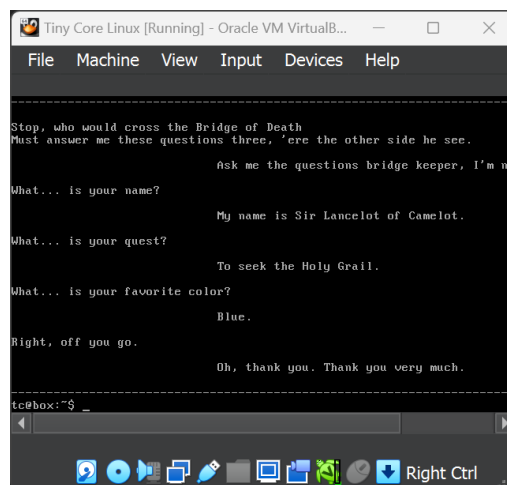 Tiny Core Linux [Running] - Oracle VM VirtualB...
File Machine View Input Devices Help
--------------------------------------------------------------
Stop, who would cross the Bridge of Death
Must answer me these questions three, 'ere the other side he see.
Ask me the questions bridge keeper, I'm n
What... is your name?
My name is Sir Lancelot of Camelot.
What... is your quest?
To seek the Holy Grail.
What... is your favorite color?
Blue.
Right, off you go.
Oh, thank you. Thank you very much.
--------------------------------------------------------------
tc@box:~$ _
Right Ctrl